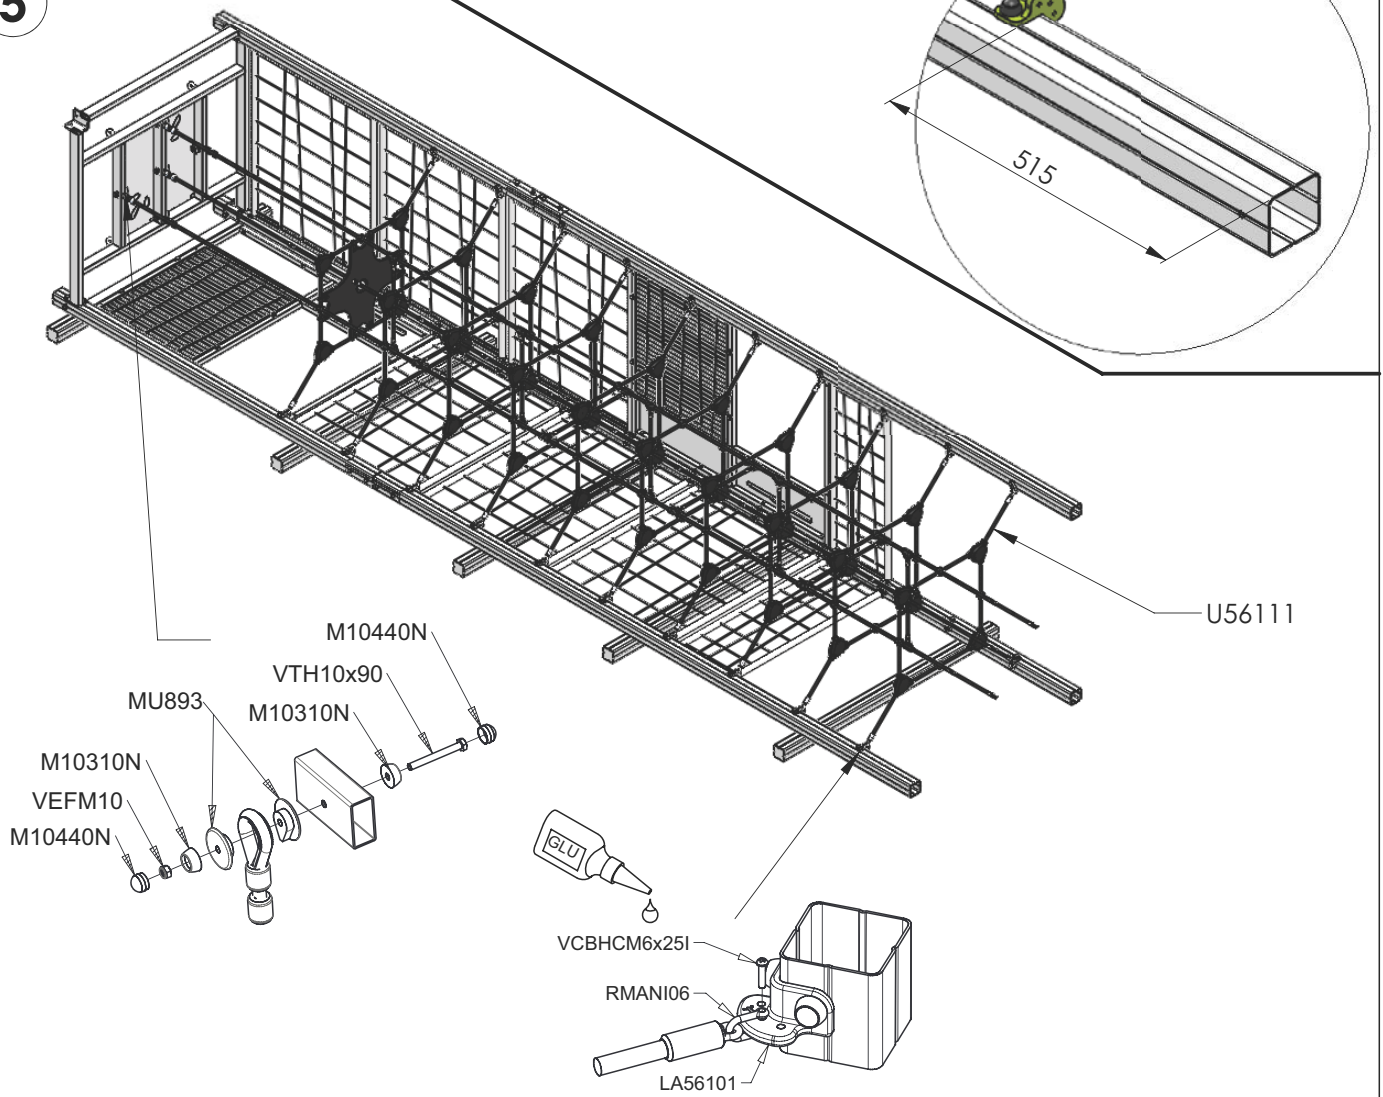 5
515
U56111
M10440N
VTH10x90
M10310N
MU893
M10310N
VEFM10
M10440N
GLU
VCBHCM6x25I
RMANI06
LA56101